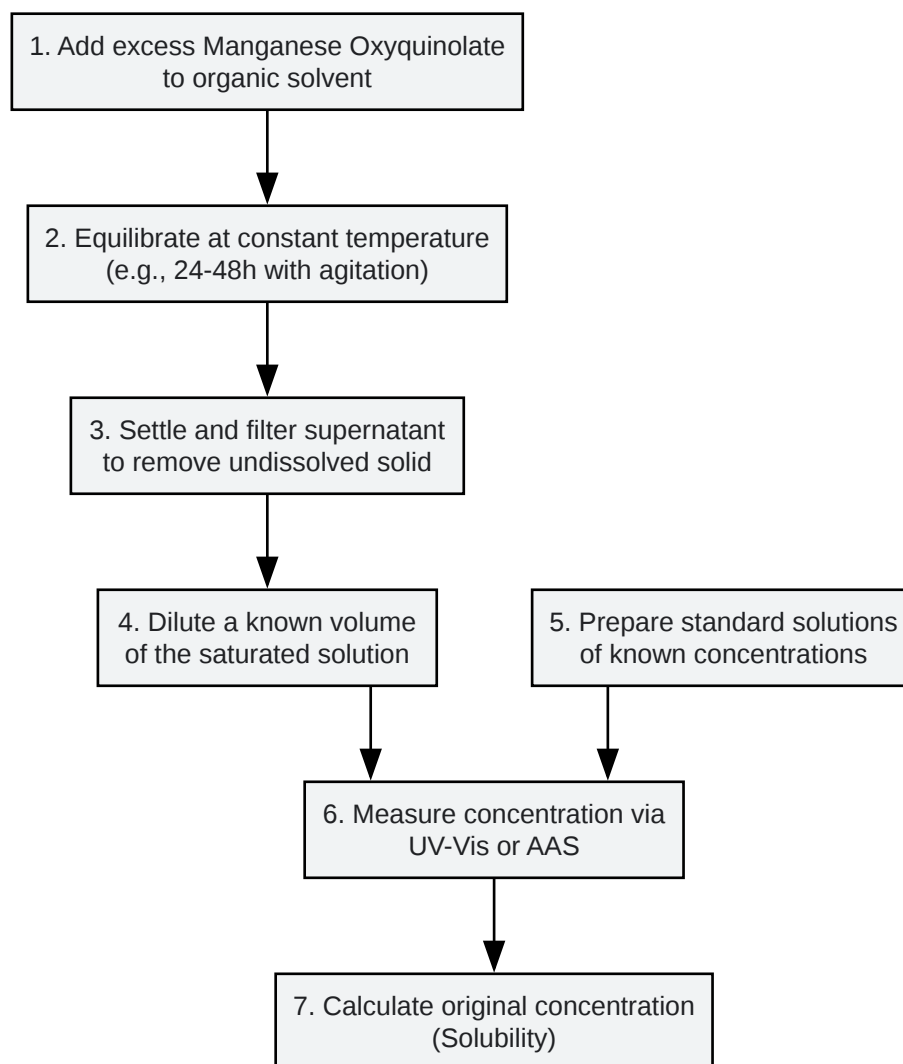 1. Add excess Manganese Oxyquinolate
to organic solvent
2. Equilibrate at constant temperature
(e.g., 24-48h with agitation)
3. Settle and filter supernatant
to remove undissolved solid
4. Dilute a known volume
of the saturated solution
5. Prepare standard solutions
of known concentrations
6. Measure concentration via
UV-Vis or AAS
7. Calculate original concentration
(Solubility)